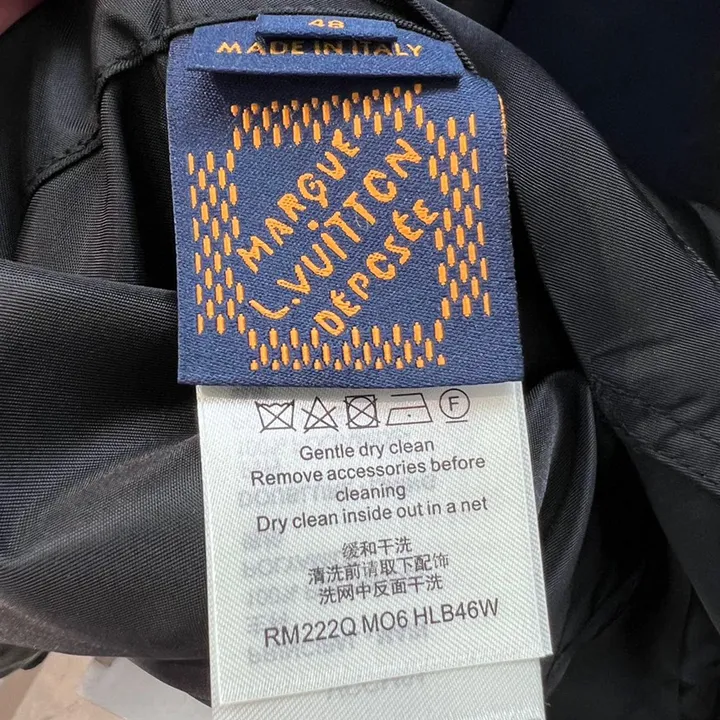 48
MADE IN ITALY
MARQUE
L.VUITTON
DÉPOSÉE
F
Gentle dry clean
Remove accessories before
cleaning
Dry clean inside out in a net
缓和干洗
清洗前请取下配饰
洗网中反面干洗
RM222Q MO6 HLB46W